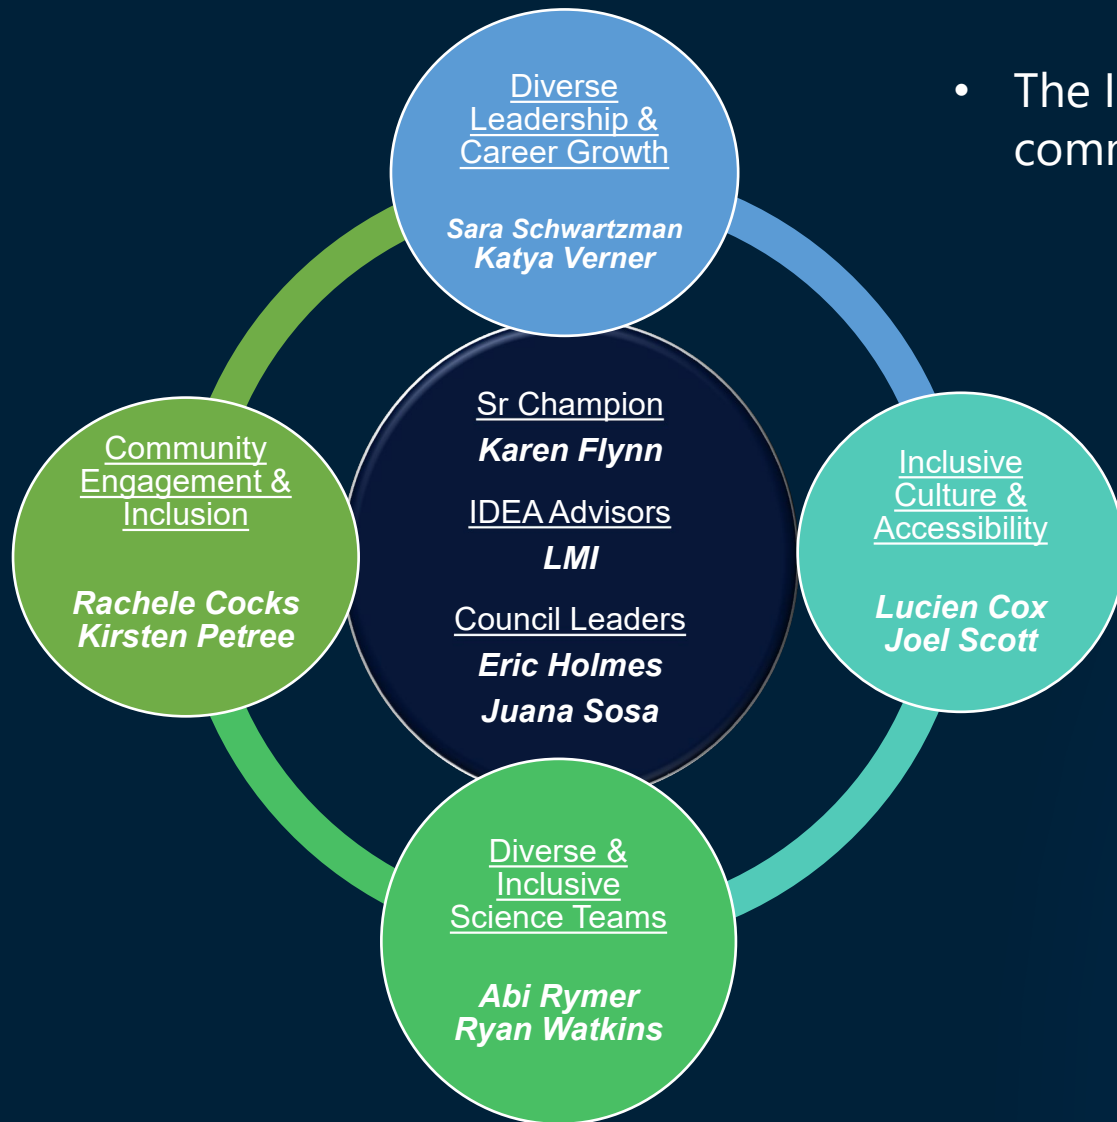 Diverse
Leadership &
Career Growth
Sara Schwartzman
Katya Verner
• The
Sr Champion
Karen Flynn
IDEA Advisors
LMI
Council Leaders
Eric Holmes
Juana Sosa
Community
Engagement &
Inclusion
Rachele Cocks
Kirsten Petree
Inclusive
Culture &
Accessibility
Lucien Cox
Joel Scott
Diverse &
Inclusive
Science Teams
Abi Rymer
Ryan Watkins